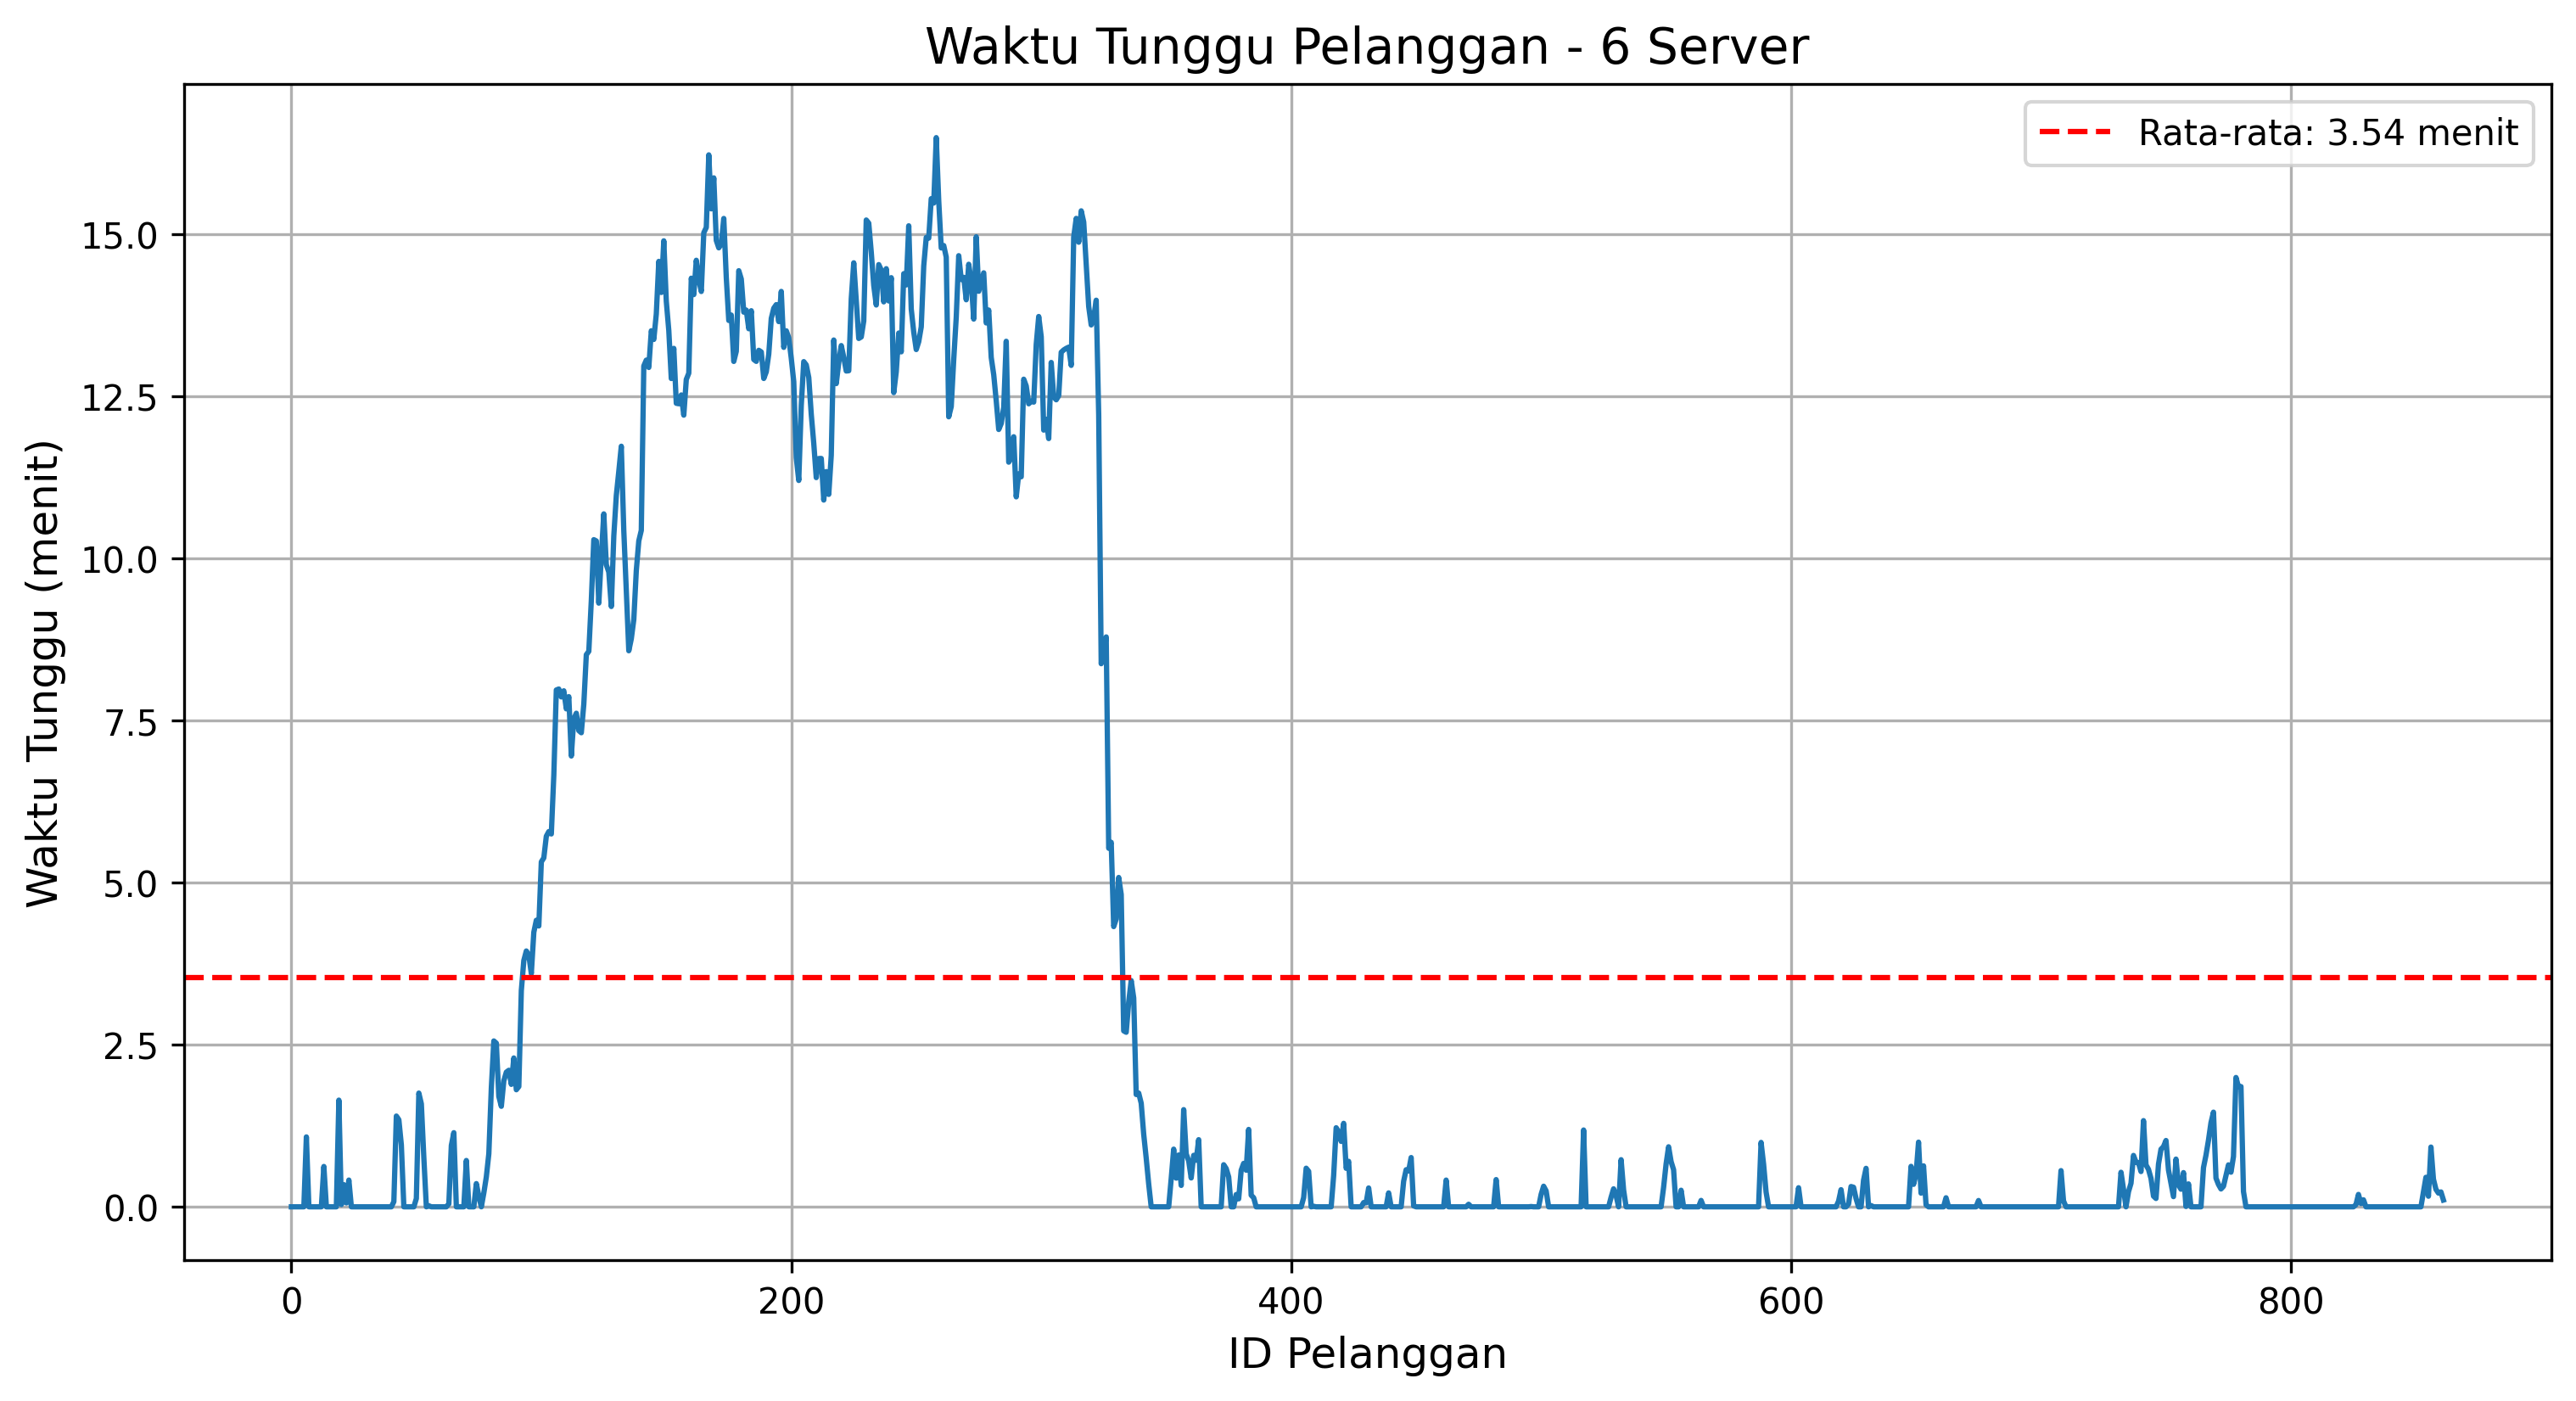 Waktu Tunggu Pelanggan - 6 Server
Rata-rata: 3.54 menit
Waktu Tunggu (menit)
15.0
12.5
10.0
7.5
5.0
2.5
0.0
0 200 400 600 800
ID Pelanggan